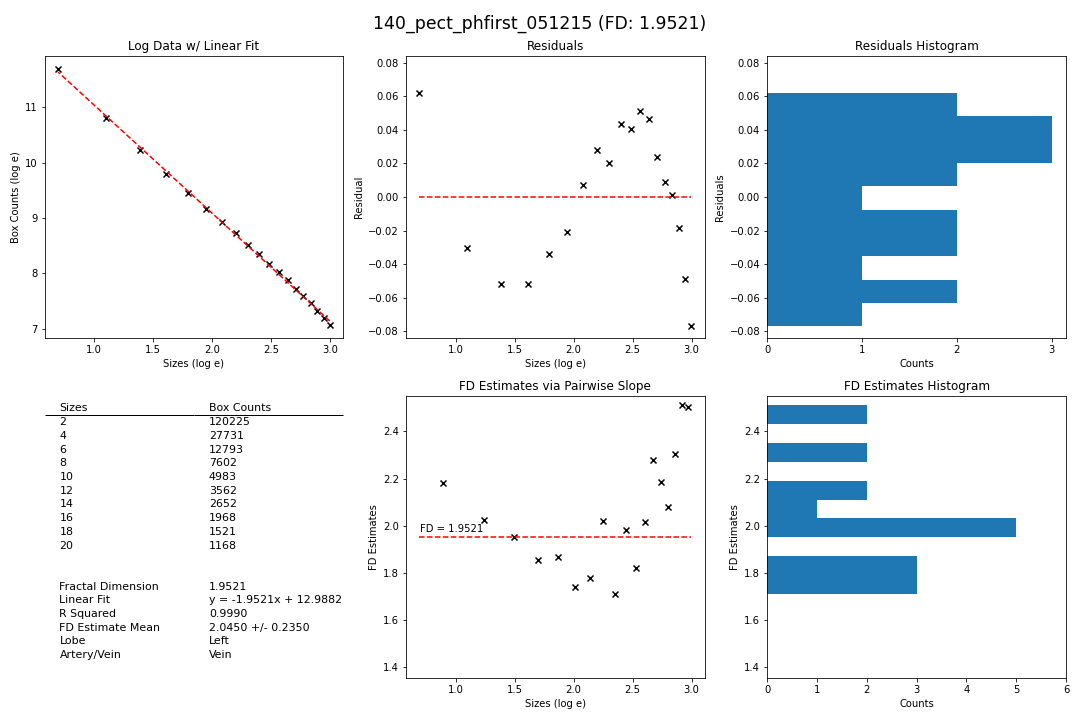 140_pect_phfirst_051215 (FD: 1.9521)
Log Data w/ Linear Fit
11
10
9
8
7
Box Counts (log e)
1.0 1.5 2.0 2.5 3.0
Sizes (log e)
Residuals
0.08
0.06
0.04
0.02
0.00
−0.02
−0.04
−0.06
−0.08
Residual
1.0 1.5 2.0 2.5 3.0
Sizes (log e)
Residuals Histogram
0.08
0.06
0.04
0.02
0.00
−0.02
−0.04
−0.06
−0.08
Residuals
0 1 2 3
Counts
Sizes Box Counts
2 120225
4 27731
6 12793
8 7602
10 4983
12 3562
14 2652
16 1968
18 1521
20 1168
Fractal Dimension 1.9521
Linear Fit y = -1.9521x + 12.9882
R Squared 0.9990
FD Estimate Mean 2.0450 +/- 0.2350
Lobe Left
Artery/Vein Vein
FD Estimates via Pairwise Slope
2.4
2.2
2.0
1.8
1.6
1.4
FD Estimates
FD = 1.9521
1.0 1.5 2.0 2.5 3.0
Sizes (log e)
FD Estimates Histogram
2.4
2.2
2.0
1.8
1.6
1.4
FD Estimates
0 1 2 3 4 5 6
Counts